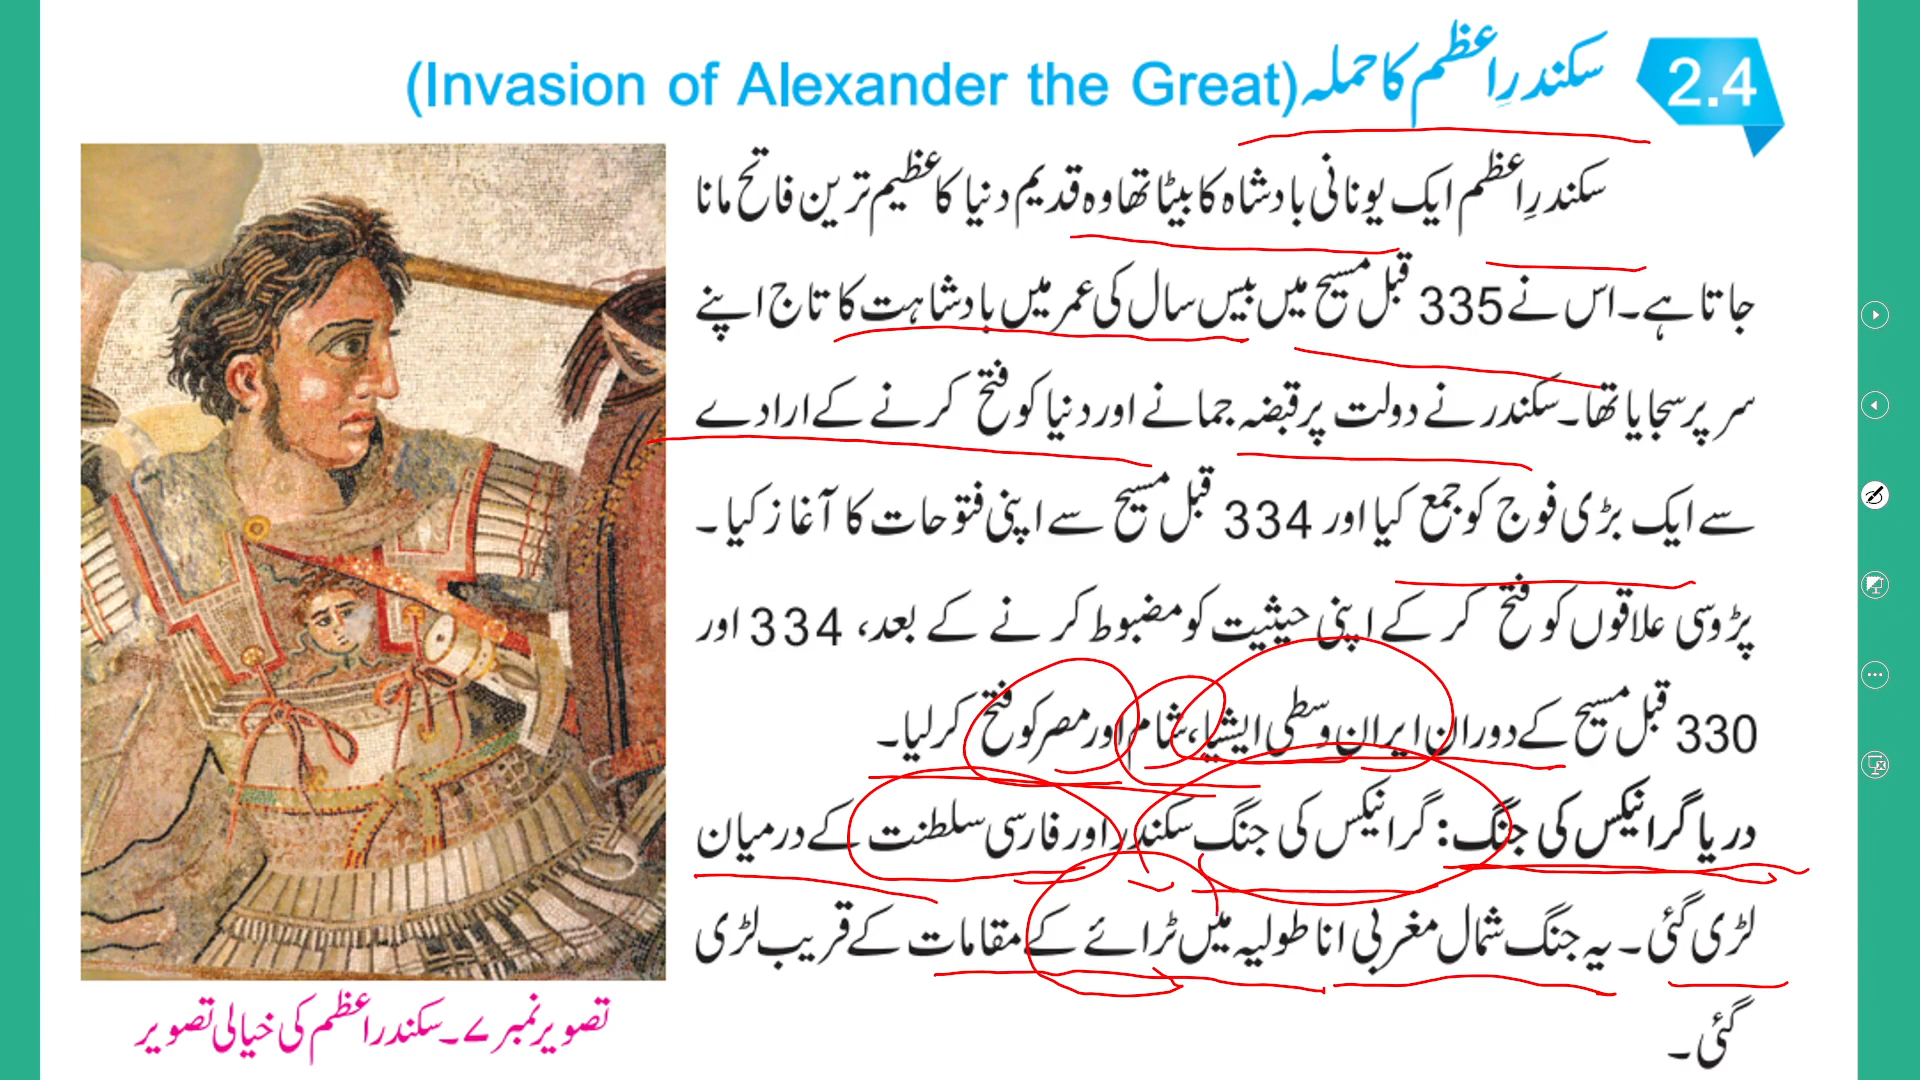 2.4 سکندرِ اعظم کا حملہ (Invasion of Alexander the Great)
سکندرِ اعظم ایک یونانی بادشاہ کا بیٹا تھا وہ قدیم دنیا کا عظیم ترین فاتح مانا
جاتا ہے۔ اس نے 335 قبل مسیح میں بیس سال کی عمر میں بادشاہت کا تاج اپنے
سر پر سجایا تھا۔ سکندر نے دولت پر قبضہ جمانے اور دنیا کو فتح کرنے کے ارادے
سے ایک بڑی فوج کو جمع کیا اور 334 قبل مسیح سے اپنی فتوحات کا آغاز کیا۔
پڑوسی علاقوں کو فتح کر کے اپنی حیثیت کو مضبوط کرنے کے بعد، 334 اور
330 قبل مسیح کے دوران ایران وسطی ایشیا، شام اور مصر کو فتح کر لیا۔
دریا گرانیکس کی جنگ: گرانیکس کی جنگ سکندر اور فارسی سلطنت کے درمیان
لڑی گئی۔ یہ جنگ شمال مغربی اناطولیہ میں ٹرائے کے مقامات کے قریب لڑی
گئی۔
تصویر نمبر ۷۔ سکندر اعظم کی خیالی تصویر